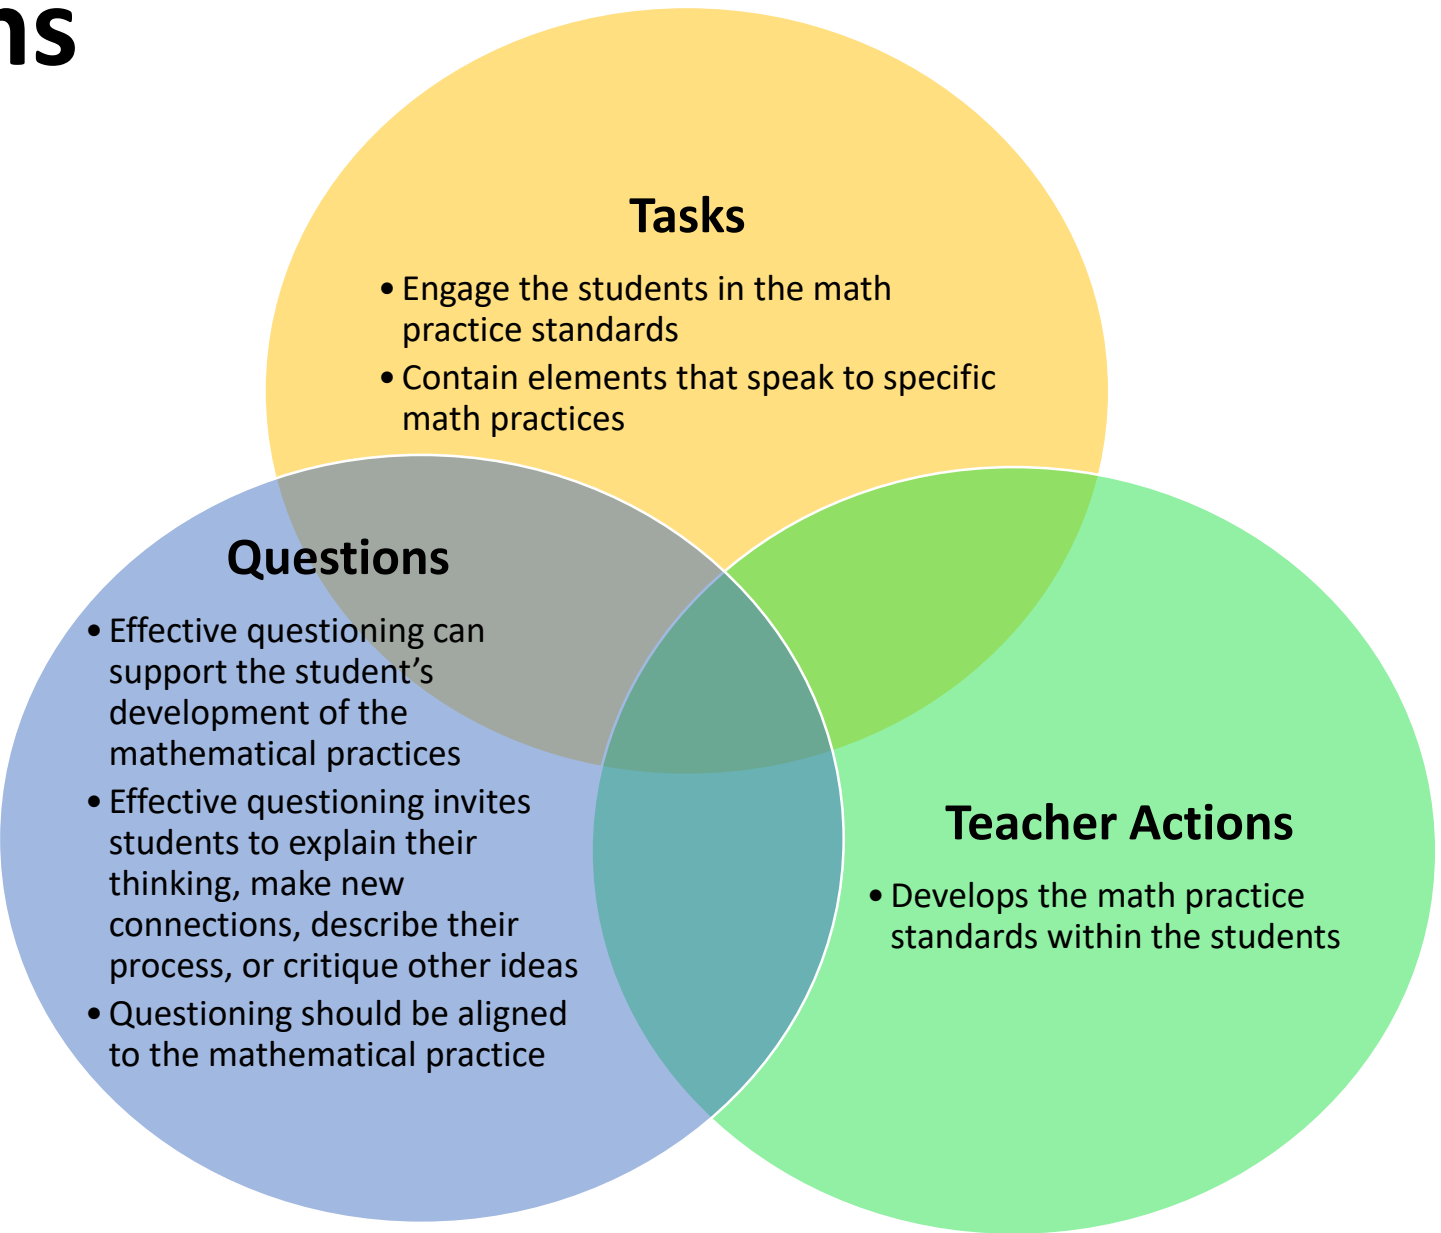 ns
Tasks
• Engage the students in the math
practice standards
• Contain elements that speak to specific
math practices
Questions
• Effective questioning can
support the student’s
development of the
mathematical practices
• Effective questioning invites
students to explain their
thinking, make new
connections, describe their
process, or critique other ideas
• Questioning should be aligned
to the mathematical practice
Teacher Actions
• Develops the math practice
standards within the students